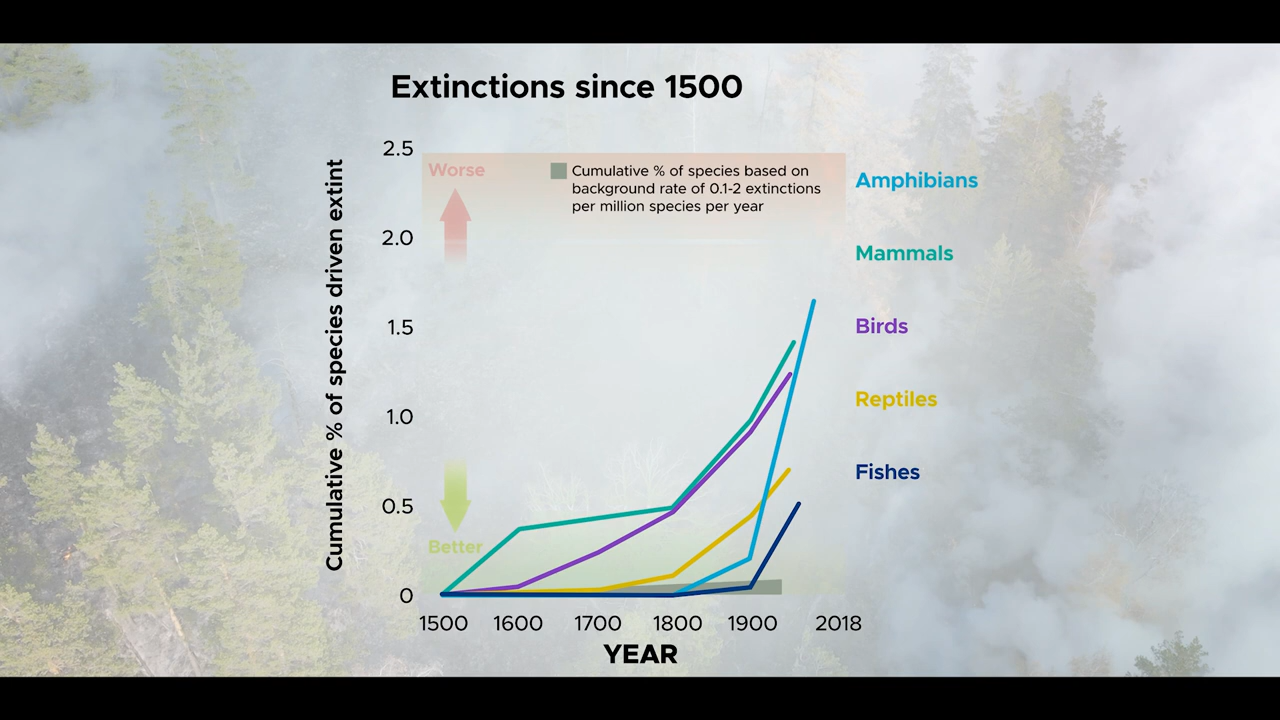 Extinctions since 1500
Cumulative % of species driven extint
2.5
2.0
1.5
1.0
0.5
0
Worse
Better
Cumulative % of species based on
background rate of 0.1-2 extinctions
per million species per year
Amphibians
Mammals
Birds
Reptiles
Fishes
1500 1600 1700 1800 1900 2018
YEAR